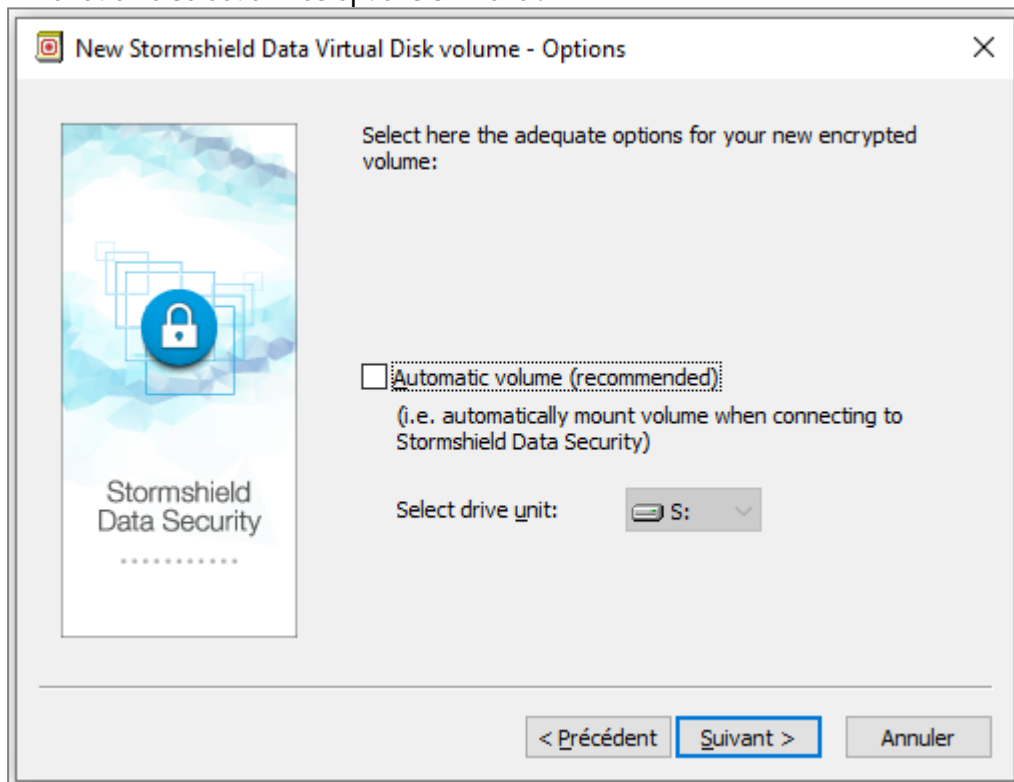 New Stormshield Data Virtual Disk volume - Options
Select here the adequate options for your new encrypted
volume:
Automatic volume (recommended)
(i.e. automatically mount volume when connecting to
Stormshield Data Security)
Select drive unit:
S:
Stormshield
Data Security
< Précédent
Suivant >
Annuler